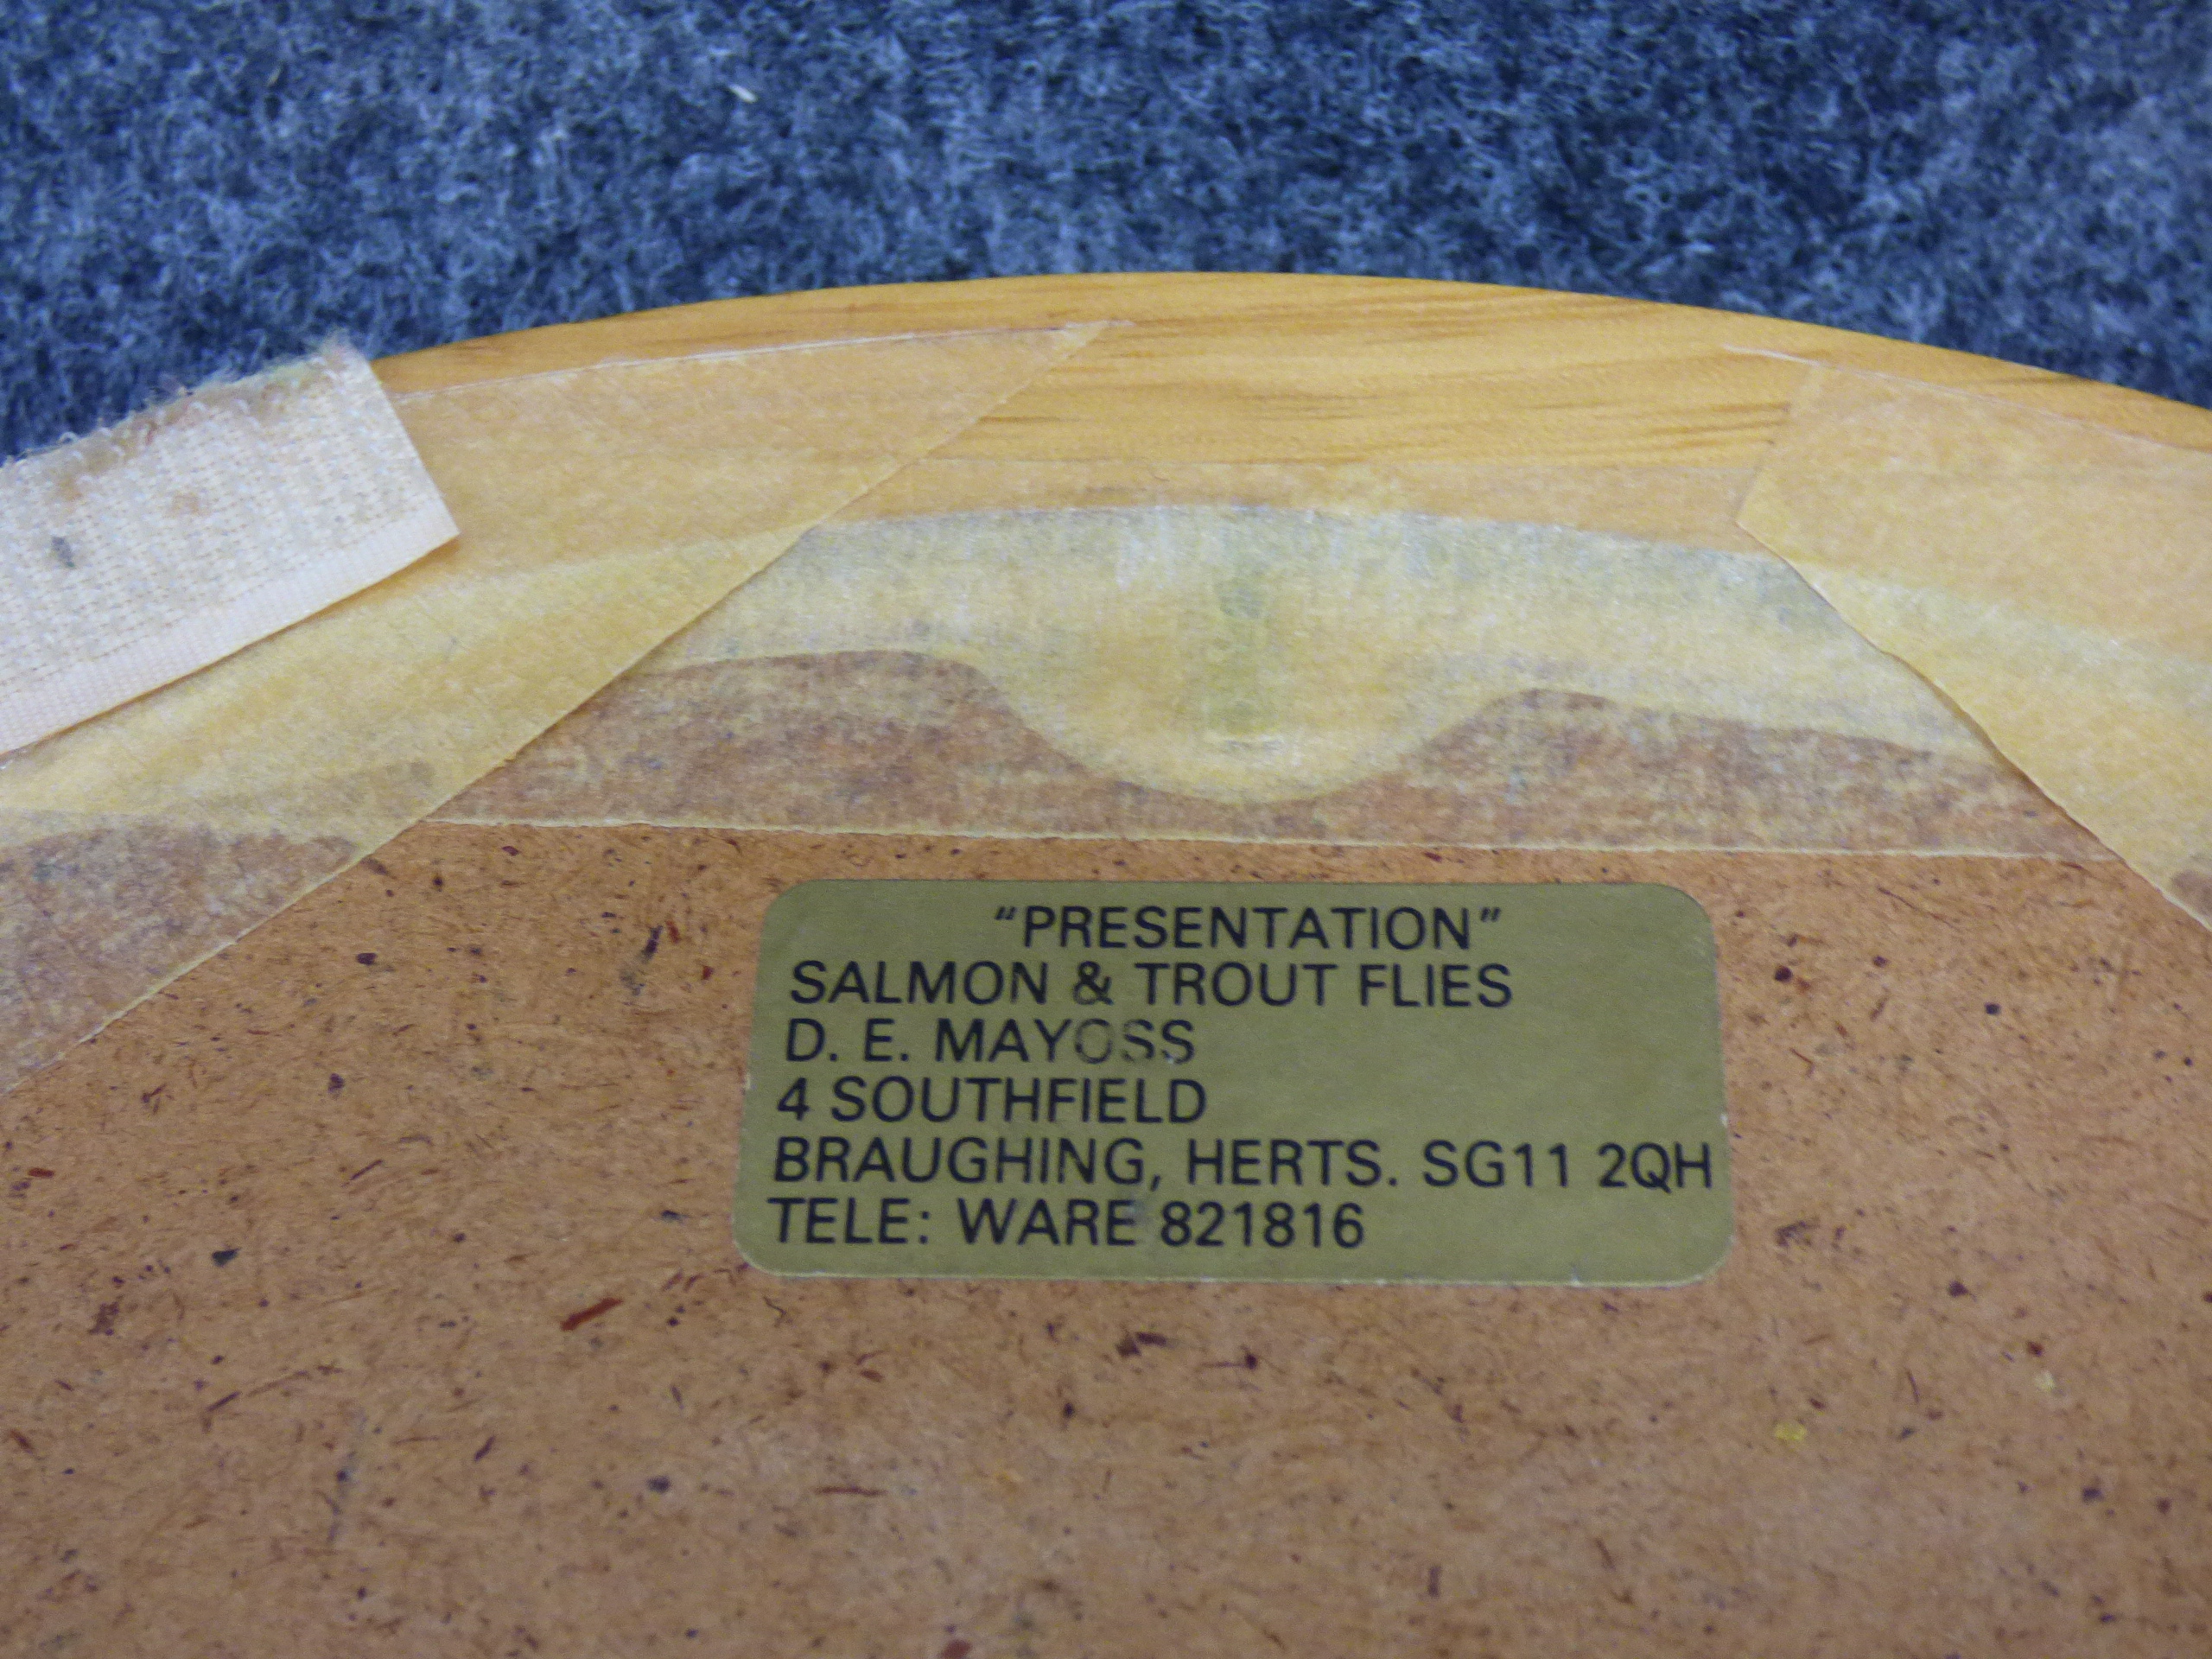 “PRESENTATION”
SALMON & TROUT FLIES
D. E. MAYOSS
4 SOUTHFIELD
BRAUGHING, HERTS. SG11 2QH
TELE: WARE 821816